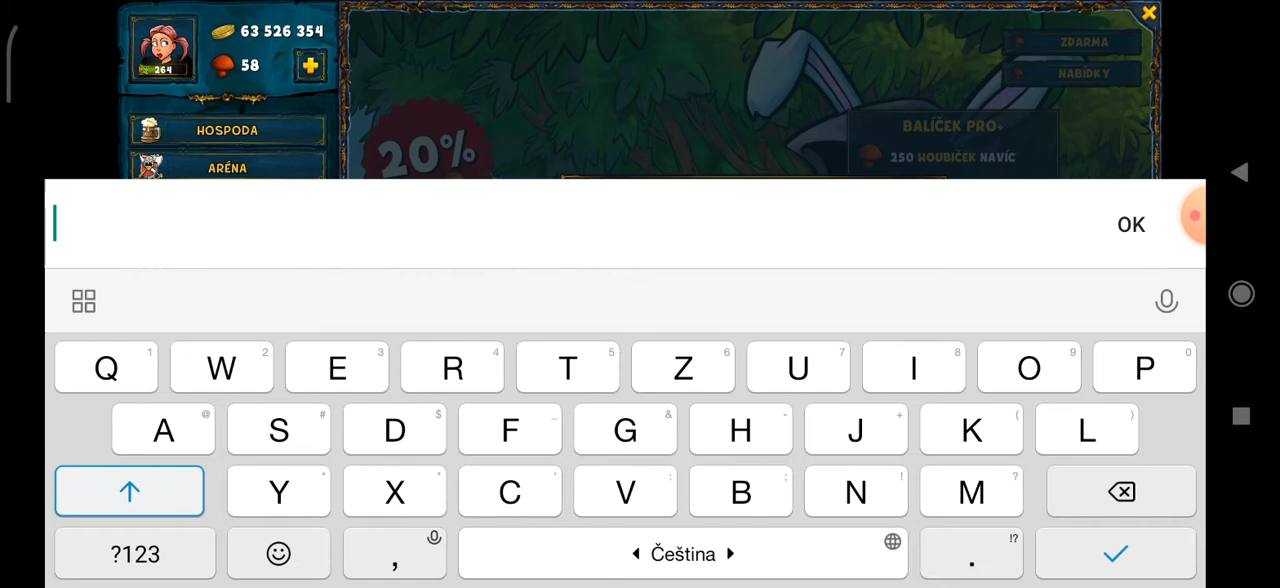 63 526 354
264
58
HOSPODA
ARÉNA
20%
ZDARMA
NABÍDKY
BALÍČEK PRO+
250 HOUBIČEK NAVÍC
OK
Q 1 W 2 E 3 R 4 T 5 Z 6 U 7 I 8 O 9 P 0
A @ S # D $ F _ G & H - J + K ( L )
Y * X " C ' V : B ; N ! M ?
?123 , Čeština . !?